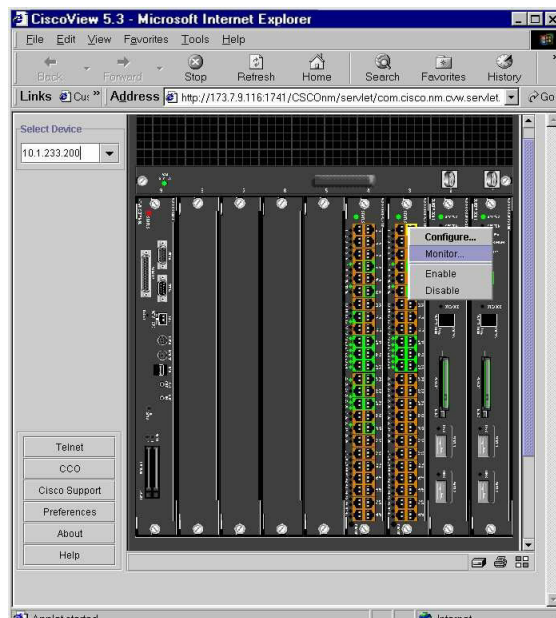 CiscoView 5.3 - Microsoft Internet Explorer
File Edit View Favorites Tools Help
Back Forward Stop Refresh Home Search Favorites History
Links Cu: » Address http://173.7.9.116:1741/CSCOnm/servlet/com.cisco.nm.cvw.servlet. Go
Select Device
10.1.233.200
Configure...
Monitor...
Enable
Disable
Telnet
CCO
Cisco Support
Preferences
About
Help
Applet started
Internet